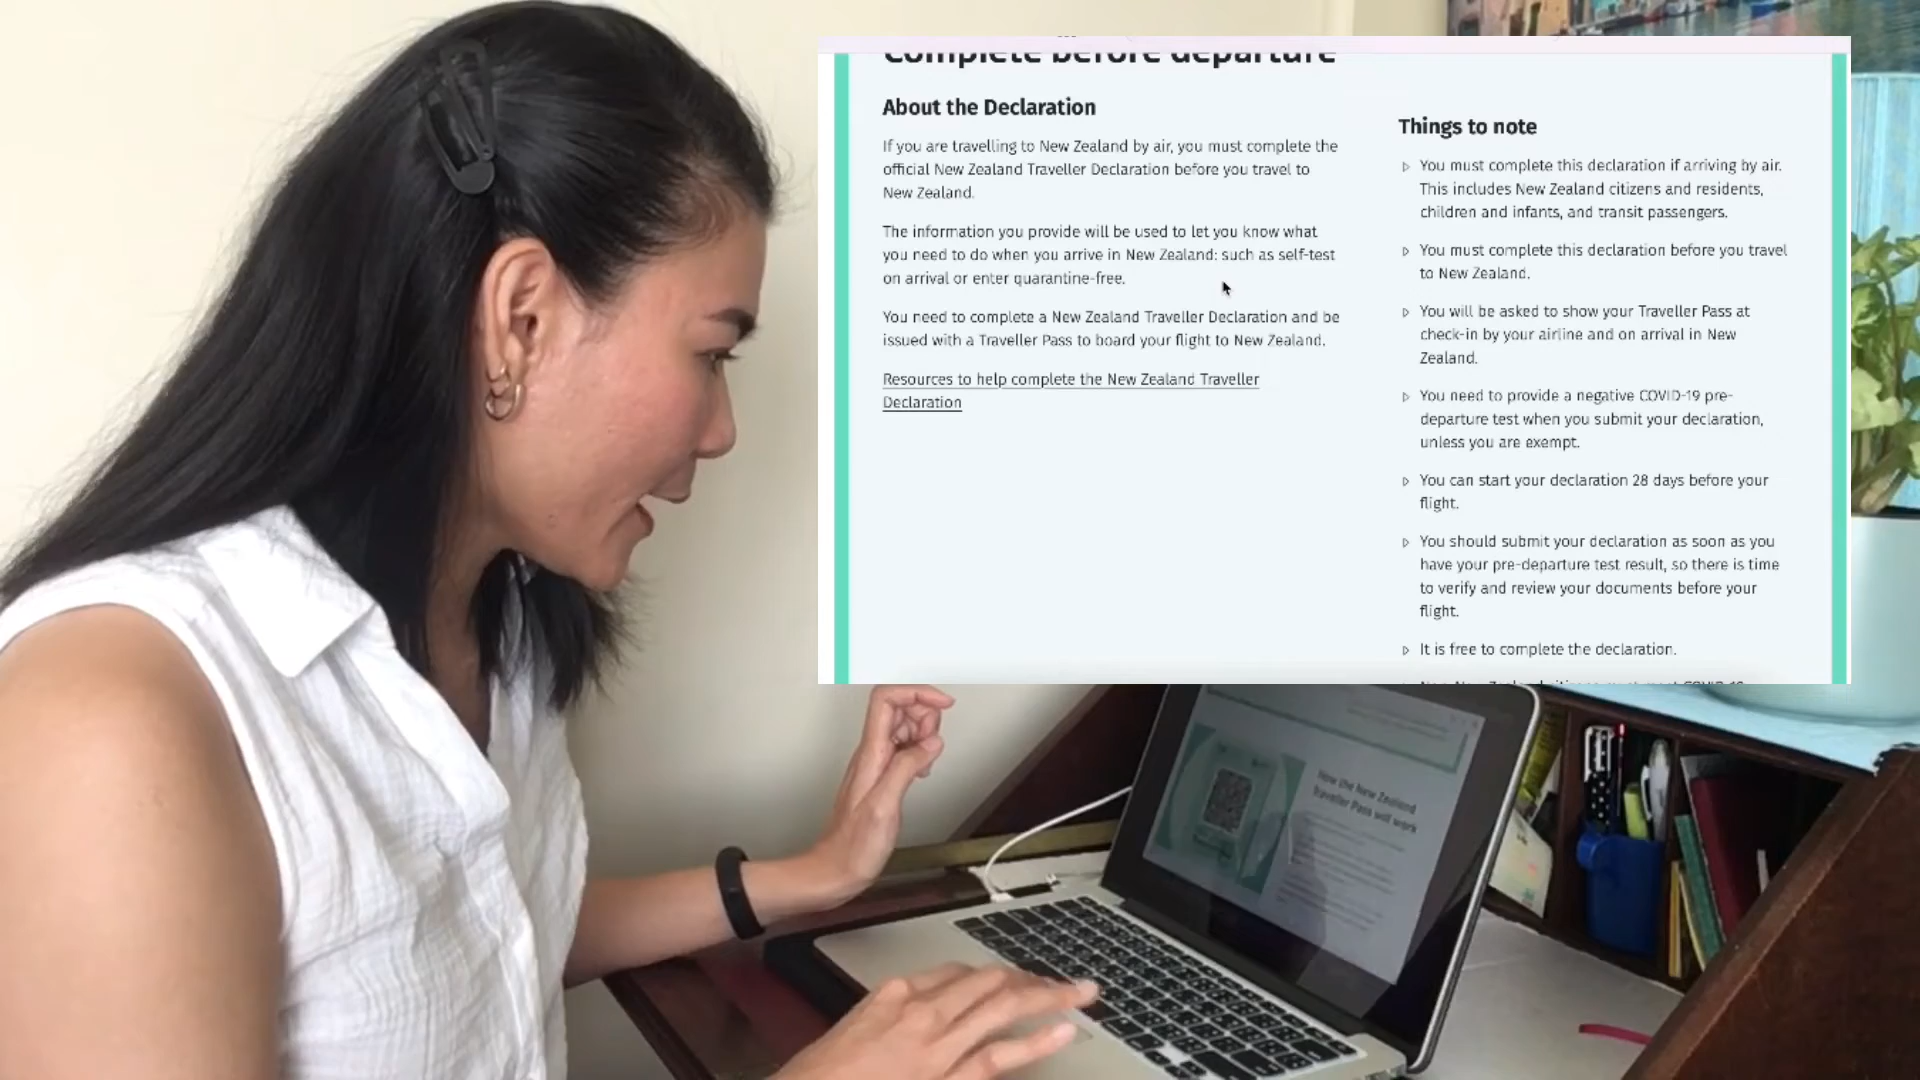 Complete before departure
About the Declaration
If you are travelling to New Zealand by air, you must complete the
official New Zealand Traveller Declaration before you travel to
New Zealand.
The information you provide will be used to let you know what
you need to do when you arrive in New Zealand: such as self-test
on arrival or enter quarantine-free.
You need to complete a New Zealand Traveller Declaration and be
issued with a Traveller Pass to board your flight to New Zealand.
Resources to help complete the New Zealand Traveller
Declaration
Things to note
You must complete this declaration if arriving by air.
This includes New Zealand citizens and residents,
children and infants, and transit passengers.
You must complete this declaration before you travel
to New Zealand.
You will be asked to show your Traveller Pass at
check-in by your airline and on arrival in New
Zealand.
You need to provide a negative COVID-19 pre-
departure test when you submit your declaration,
unless you are exempt.
You can start your declaration 28 days before your
flight.
You should submit your declaration as soon as you
have your pre-departure test result, so there is time
to verify and review your documents before your
flight.
It is free to complete the declaration.
How the New Zealand
Traveller Pass will work